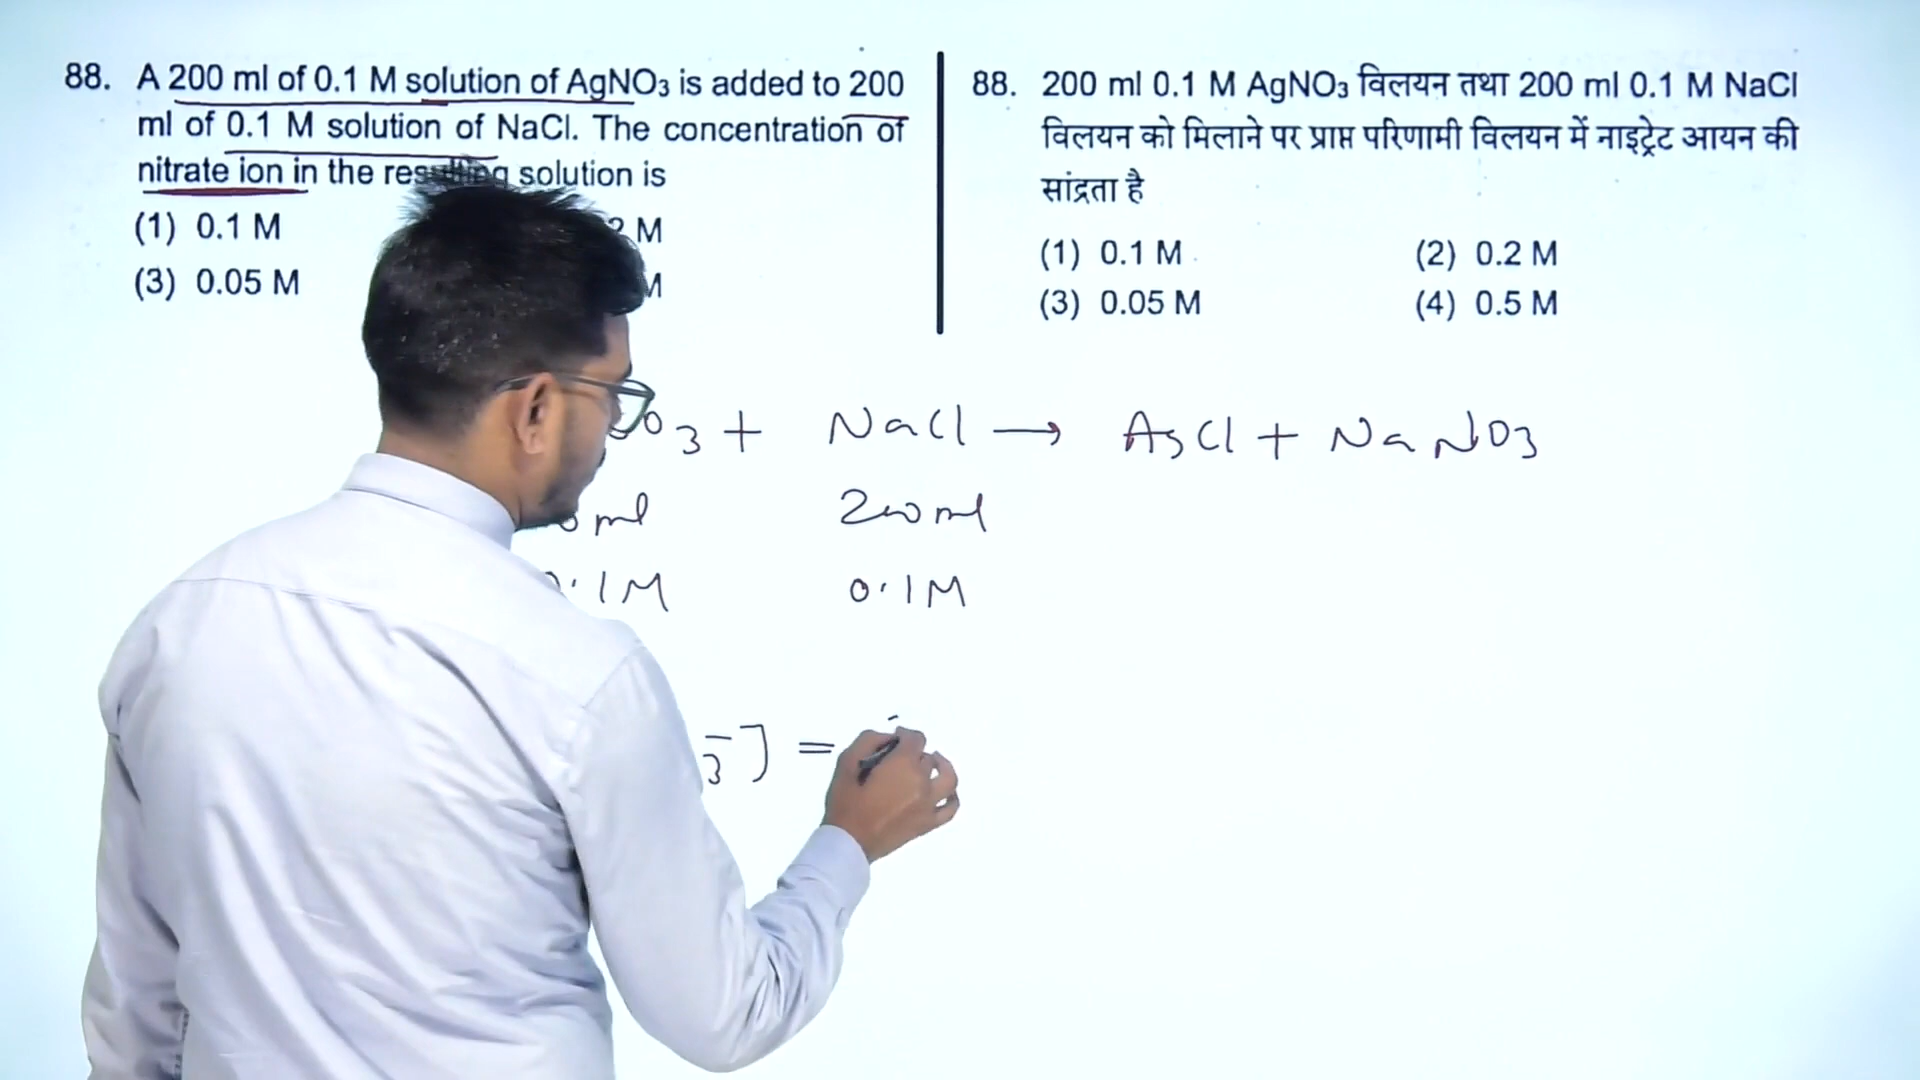 88. A 200 ml of 0.1 M solution of AgNO₃ is added to 200
ml of 0.1 M solution of NaCl. The concentration of
nitrate ion in the resulting solution is
(1) 0.1 M
M
(3) 0.05 M
M
88. 200 ml 0.1 M AgNO₃ विलयन तथा 200 ml 0.1 M NaCl
विलयन को मिलाने पर प्राप्त परिणामी विलयन में नाइट्रेट आयन की
सांद्रता है
(1) 0.1 M (2) 0.2 M
(3) 0.05 M (4) 0.5 M
O₃ + NaCl → AgCl + NaNO₃
ml 200 ml
0.1M 0.1M
₃⁻] =